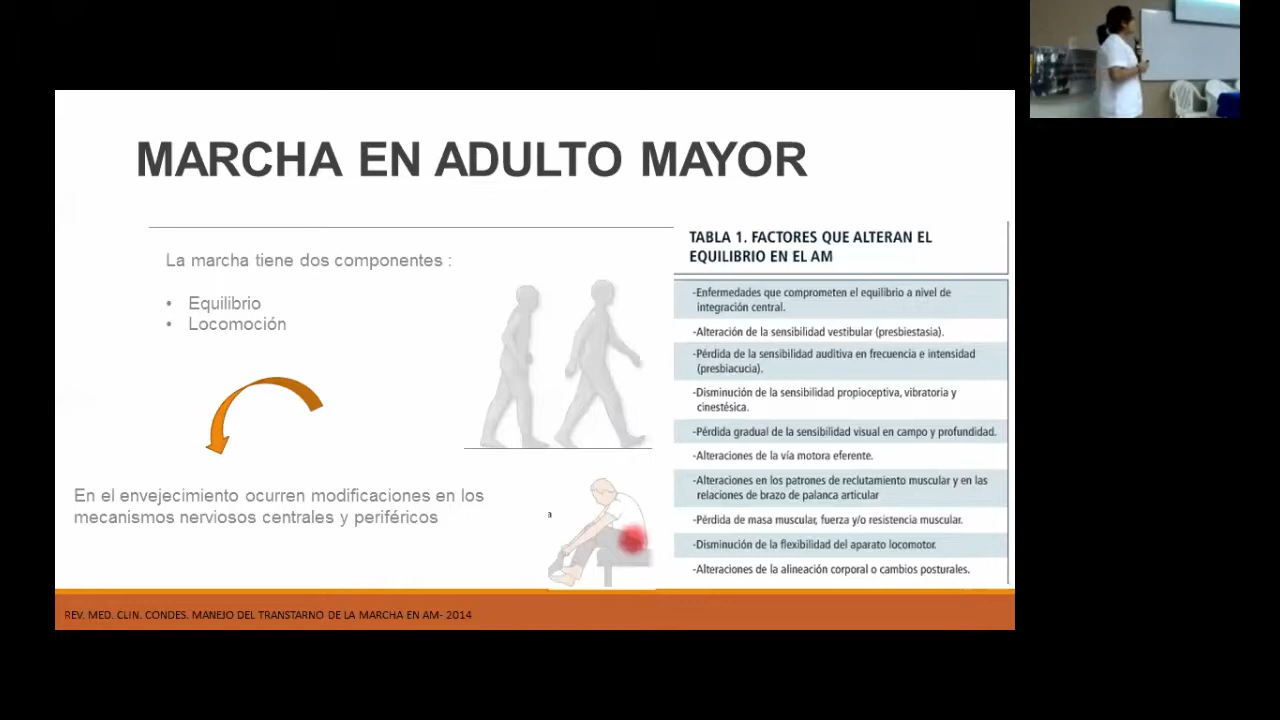 MARCHA EN ADULTO MAYOR
La marcha tiene dos componentes :
• Equilibrio
• Locomoción
En el envejecimiento ocurren modificaciones en los
mecanismos nerviosos centrales y periféricos
a
TABLA 1. FACTORES QUE ALTERAN EL
EQUILIBRIO EN EL AM
-Enfermedades que comprometen el equilibrio a nivel de
integración central.
-Alteración de la sensibilidad vestibular (presbiestasia).
-Pérdida de la sensibilidad auditiva en frecuencia e intensidad
(presbiacucia).
-Disminución de la sensibilidad propioceptiva, vibratoria y
cinestésica.
-Pérdida gradual de la sensibilidad visual en campo y profundidad.
-Alteraciones de la vía motora eferente.
-Alteraciones en los patrones de reclutamiento muscular y en las
relaciones de brazo de palanca articular
-Pérdida de masa muscular, fuerza y/o resistencia muscular.
-Disminución de la flexibilidad del aparato locomotor.
-Alteraciones de la alineación corporal o cambios posturales.
REV. MED. CLIN. CONDES. MANEJO DEL TRANSTARNO DE LA MARCHA EN AM- 2014